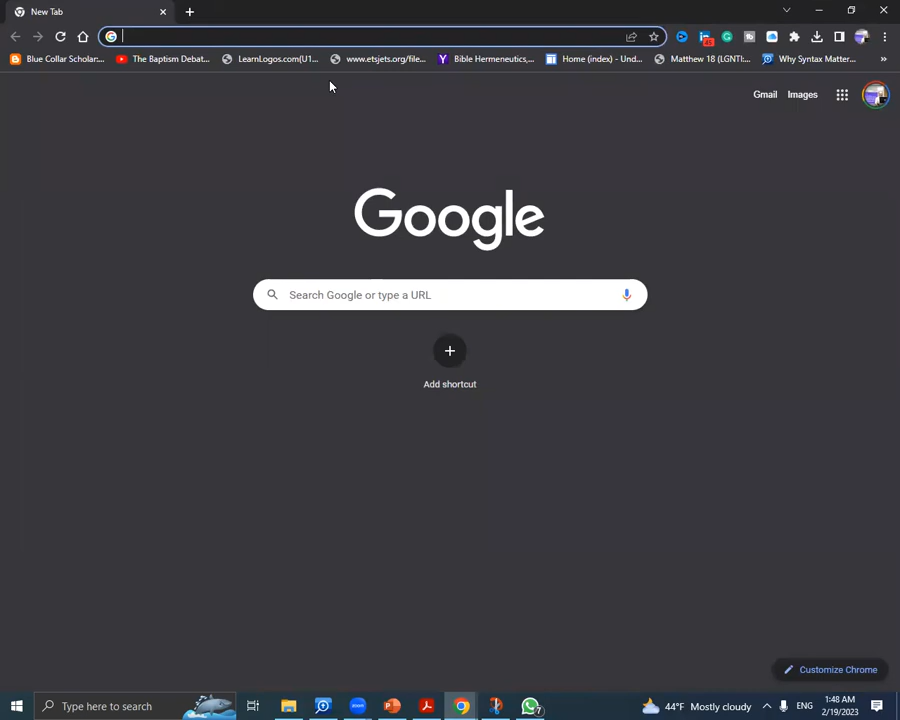 New Tab
Blue Collar Scholar:...
The Baptism Debat...
LearnLogos.com(U1...
www.etsjets.org/file...
Bible Hermeneutics,...
Home (index) - Und...
Matthew 18 (LGNTI:...
Why Syntax Matter...
»
Gmail
Images
Google
Search Google or type a URL
Add shortcut
Customize Chrome
Type here to search
zoom
7
44°F Mostly cloudy
ENG
1:48 AM
2/19/2023